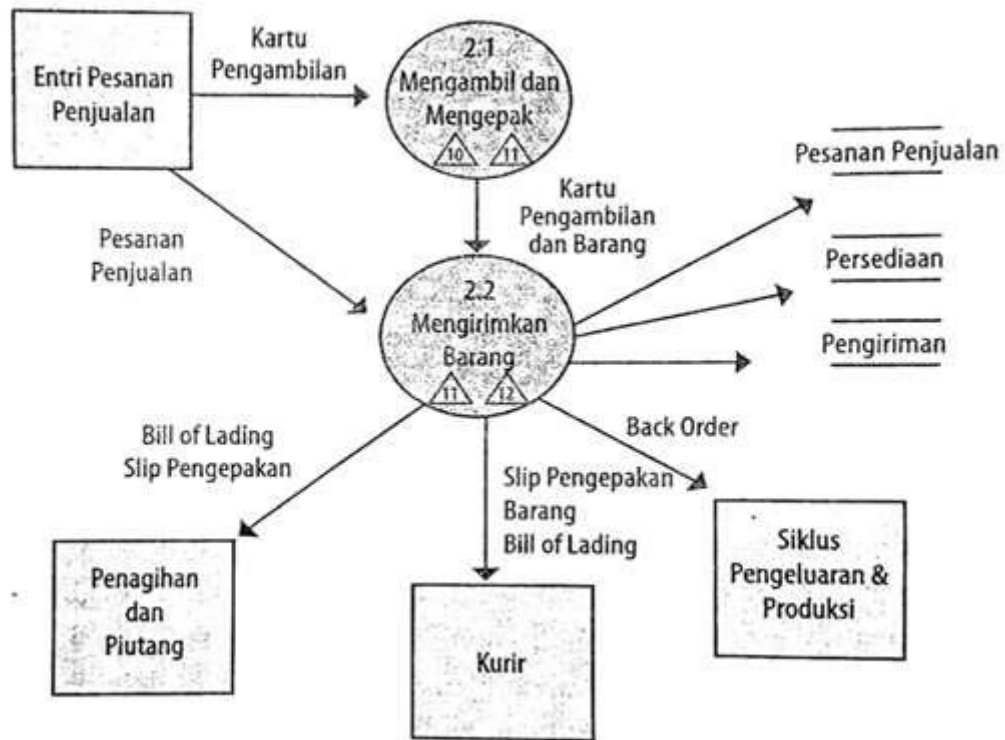 Entri Pesanan
Penjualan
Kartu
Pengambilan
2.1
Mengambil dan
Mengepak
10
11
Pesanan Penjualan
Kartu
Pengambilan
dan Barang
Pesanan
Penjualan
Persediaan
2.2
Mengirimkan
Barang
11
12
Pengiriman
Bill of Lading
Slip Pengepakan
Back Order
Slip Pengepakan
Barang
Bill of Lading
Penagihan
dan
Piutang
Kurir
Siklus
Pengeluaran &
Produksi